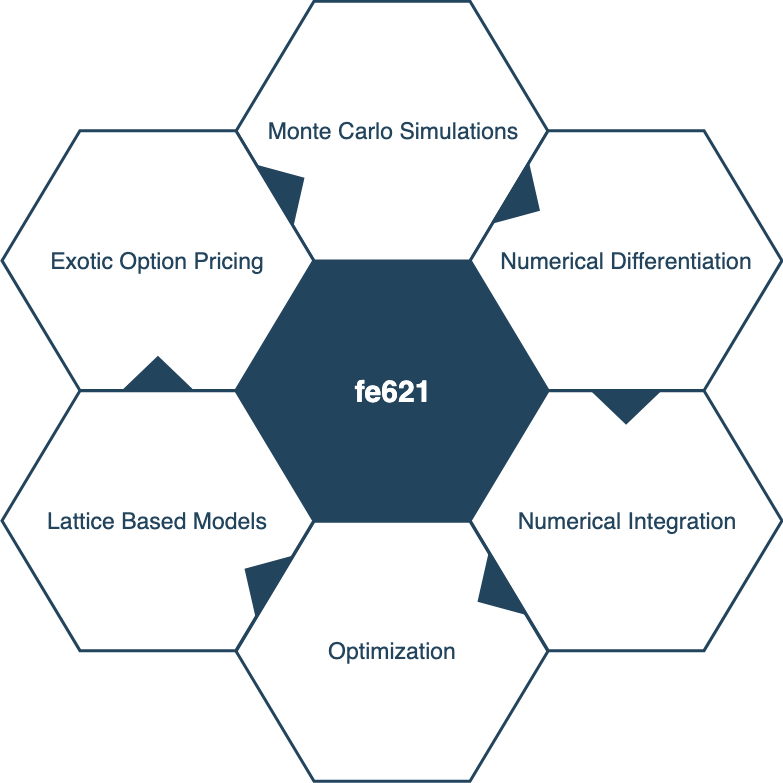 Monte Carlo Simulations
Exotic Option Pricing
Numerical Differentiation
fe621
Lattice Based Models
Numerical Integration
Optimization